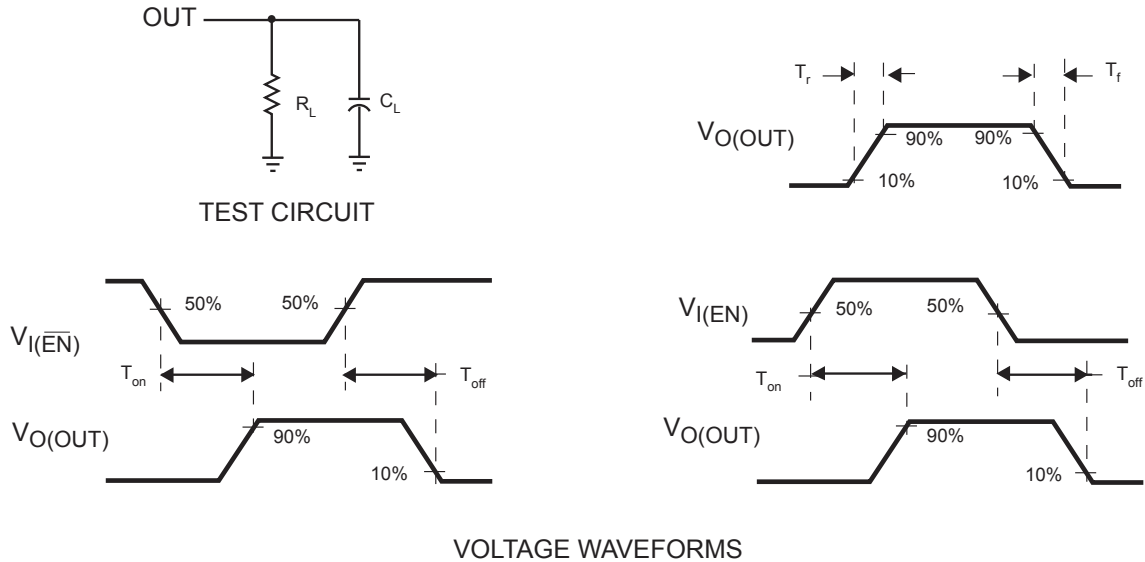 OUT
R_L
C_L
TEST CIRCUIT
T_r
T_f
V_O(OUT)
90%
90%
10%
10%
50%
50%
V_I(E̅N̅)
T_on
T_off
V_O(OUT)
90%
10%
50%
50%
V_I(EN)
T_on
T_off
V_O(OUT)
90%
10%
VOLTAGE WAVEFORMS